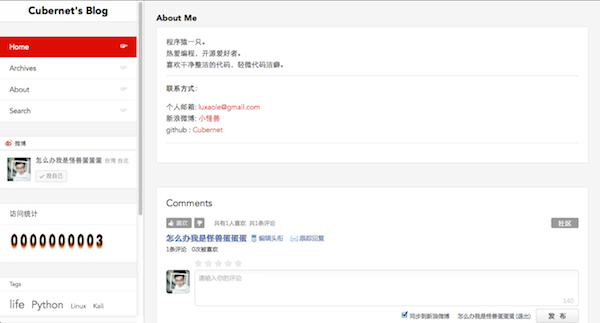 Cubernet's Blog
Home
Archives
About
Search
微博
怎么办我是怪兽蛋蛋蛋 台湾 台北
我自己
访问统计
0000000003
Tags
life Python Linux Kali
About Me
程序猿一只。
热爱编程，开源爱好者。
喜欢干净整洁的代码，轻微代码洁癖。
联系方式：
个人邮箱: luxaole@gmail.com
新浪微博: 小怪兽
github : Cubernet
Comments
喜欢 共有1人喜欢 共1条评论 社区
怎么办我是怪兽蛋蛋蛋 编辑头衔 跟踪回复
1条评论 0次被喜欢
请输入你的评论
140
同步到新浪微博 怎么办我是怪兽蛋蛋蛋 (退出) 发 布